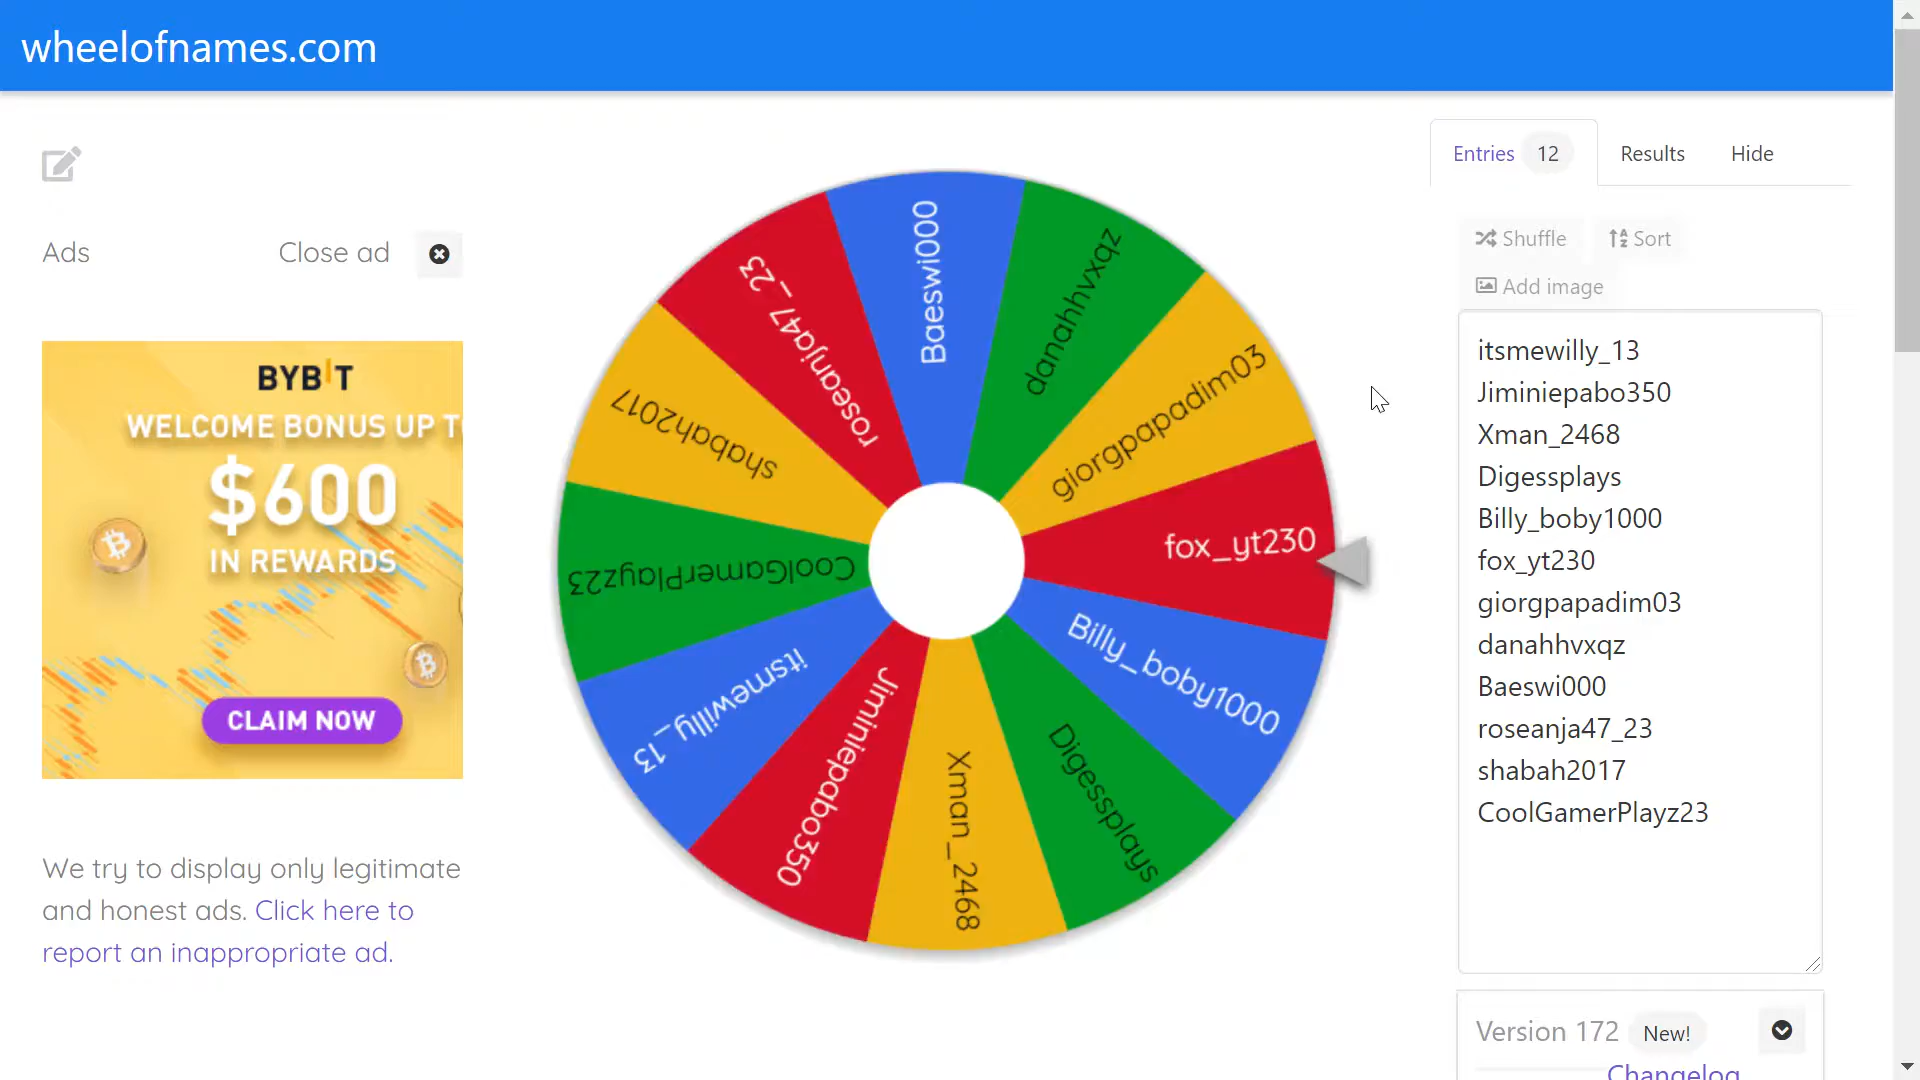 wheelofnames.com
Entries 12 Results Hide
Ads Close ad
Shuffle Sort
Add image
BYBIT
WELCOME BONUS UP T
$600
IN REWARDS
CLAIM NOW
We try to display only legitimate
and honest ads. Click here to
report an inappropriate ad.
Baeswi000
danahhvxqz
giorgpapadim03
fox_yt230
Billy_boby1000
Digessplays
Xman_2468
Jiminiepabo350
itsmewilly_13
CoolGamerPlayz23
shabah2017
roseanja47_23
itsmewilly_13
Jiminiepabo350
Xman_2468
Digessplays
Billy_boby1000
fox_yt230
giorgpapadim03
danahhvxqz
Baeswi000
roseanja47_23
shabah2017
CoolGamerPlayz23
Version 172 New!
Changelog